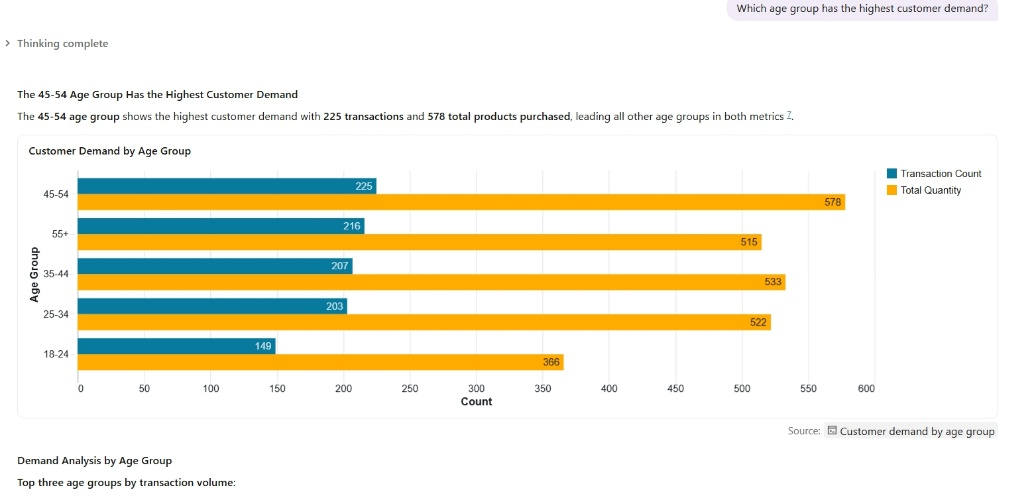 Which age group has the highest customer demand?
> Thinking complete
The 45-54 Age Group Has the Highest Customer Demand
The 45-54 age group shows the highest customer demand with 225 transactions and 578 total products purchased, leading all other age groups in both metrics 7.
Customer Demand by Age Group
Transaction Count
Total Quantity
Age Group
45-54
225
578
55+
216
515
35-44
207
533
25-34
203
522
18-24
149
366
0 50 100 150 200 250 300 350 400 450 500 550 600
Count
Source: Customer demand by age group
Demand Analysis by Age Group
Top three age groups by transaction volume: